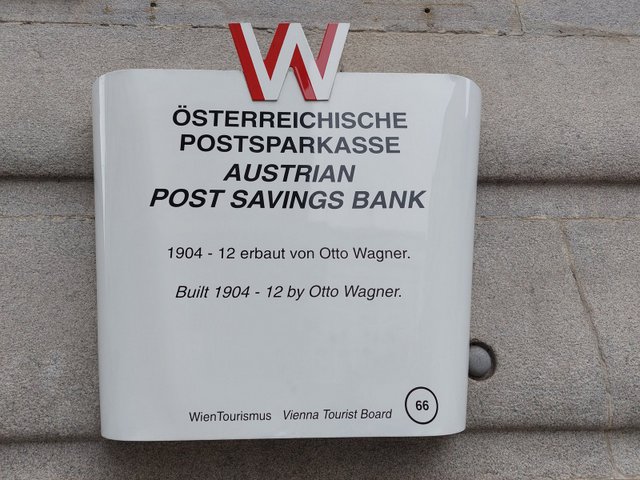 W
ÖSTERREICHISCHE
POSTSPARKASSE
AUSTRIAN
POST SAVINGS BANK
1904 - 12 erbaut von Otto Wagner.
Built 1904 - 12 by Otto Wagner.
WienTourismus Vienna Tourist Board 66